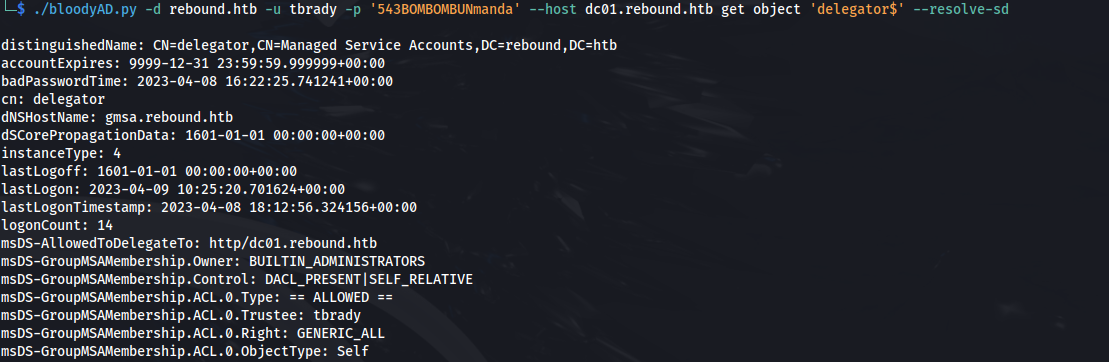 └─$ ./bloodyAD.py -d rebound.htb -u tbrady -p '543BOMBOMBUNmanda' --host dc01.rebound.htb get object 'delegator$' --resolve-sd
distinguishedName: CN=delegator,CN=Managed Service Accounts,DC=rebound,DC=htb
accountExpires: 9999-12-31 23:59:59.999999+00:00
badPasswordTime: 2023-04-08 16:22:25.741241+00:00
cn: delegator
dNSHostName: gmsa.rebound.htb
dSCorePropagationData: 1601-01-01 00:00:00+00:00
instanceType: 4
lastLogoff: 1601-01-01 00:00:00+00:00
lastLogon: 2023-04-09 10:25:20.701624+00:00
lastLogonTimestamp: 2023-04-08 18:12:56.324156+00:00
logonCount: 14
msDS-AllowedToDelegateTo: http/dc01.rebound.htb
msDS-GroupMSAMembership.Owner: BUILTIN_ADMINISTRATORS
msDS-GroupMSAMembership.Control: DACL_PRESENT|SELF_RELATIVE
msDS-GroupMSAMembership.ACL.0.Type: == ALLOWED ==
msDS-GroupMSAMembership.ACL.0.Trustee: tbrady
msDS-GroupMSAMembership.ACL.0.Right: GENERIC_ALL
msDS-GroupMSAMembership.ACL.0.ObjectType: Self